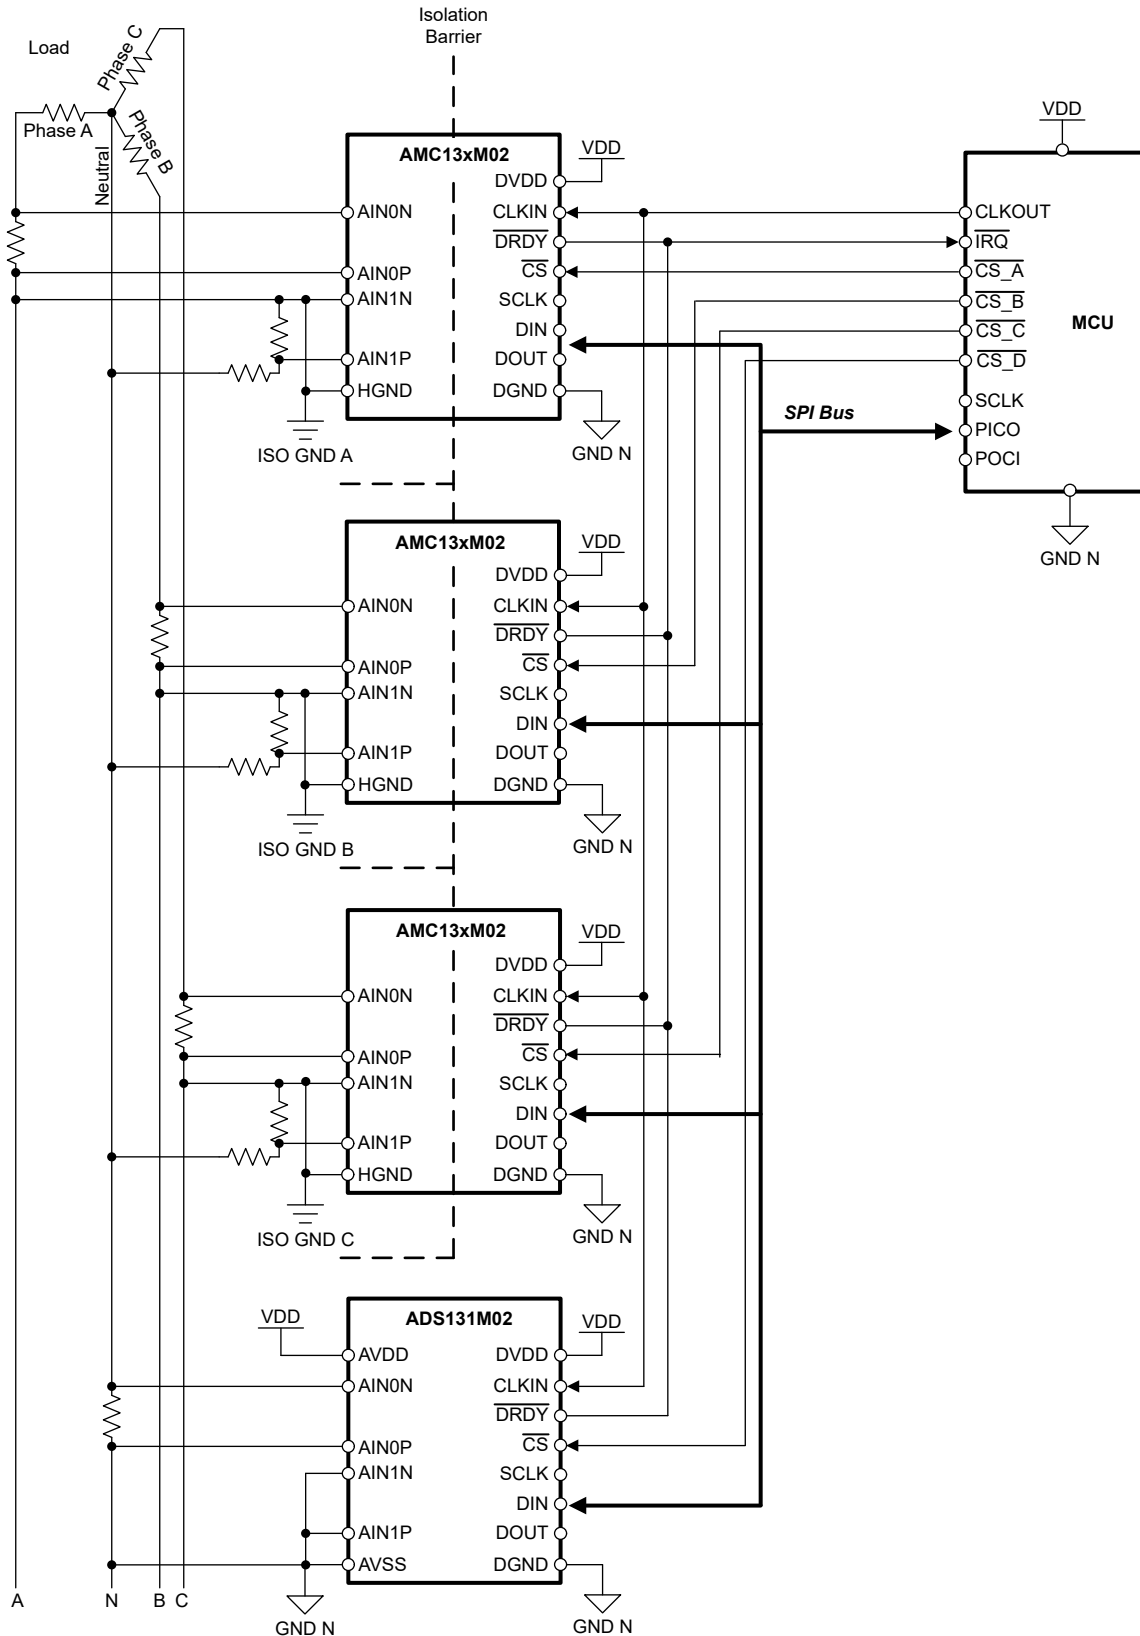 Isolation
Barrier
Load
Phase C
Phase A
Phase B
Neutral
AMC13xM02
VDD
DVDD
AIN0N
CLKIN
DRDY
AIN0P
CS
AIN1N
SCLK
DIN
AIN1P
DOUT
HGND
DGND
ISO GND A
GND N
VDD
CLKOUT
IRQ
CS_A
CS_B
CS_C
CS_D
MCU
SCLK
PICO
POCI
GND N
SPI Bus
AMC13xM02
VDD
DVDD
AIN0N
CLKIN
DRDY
AIN0P
CS
AIN1N
SCLK
DIN
AIN1P
DOUT
HGND
DGND
ISO GND B
GND N
AMC13xM02
VDD
DVDD
AIN0N
CLKIN
DRDY
AIN0P
CS
AIN1N
SCLK
DIN
AIN1P
DOUT
HGND
DGND
ISO GND C
GND N
ADS131M02
VDD
VDD
AVDD
DVDD
AIN0N
CLKIN
DRDY
AIN0P
CS
AIN1N
SCLK
DIN
AIN1P
DOUT
AVSS
DGND
A
N
B
C
GND N
GND N